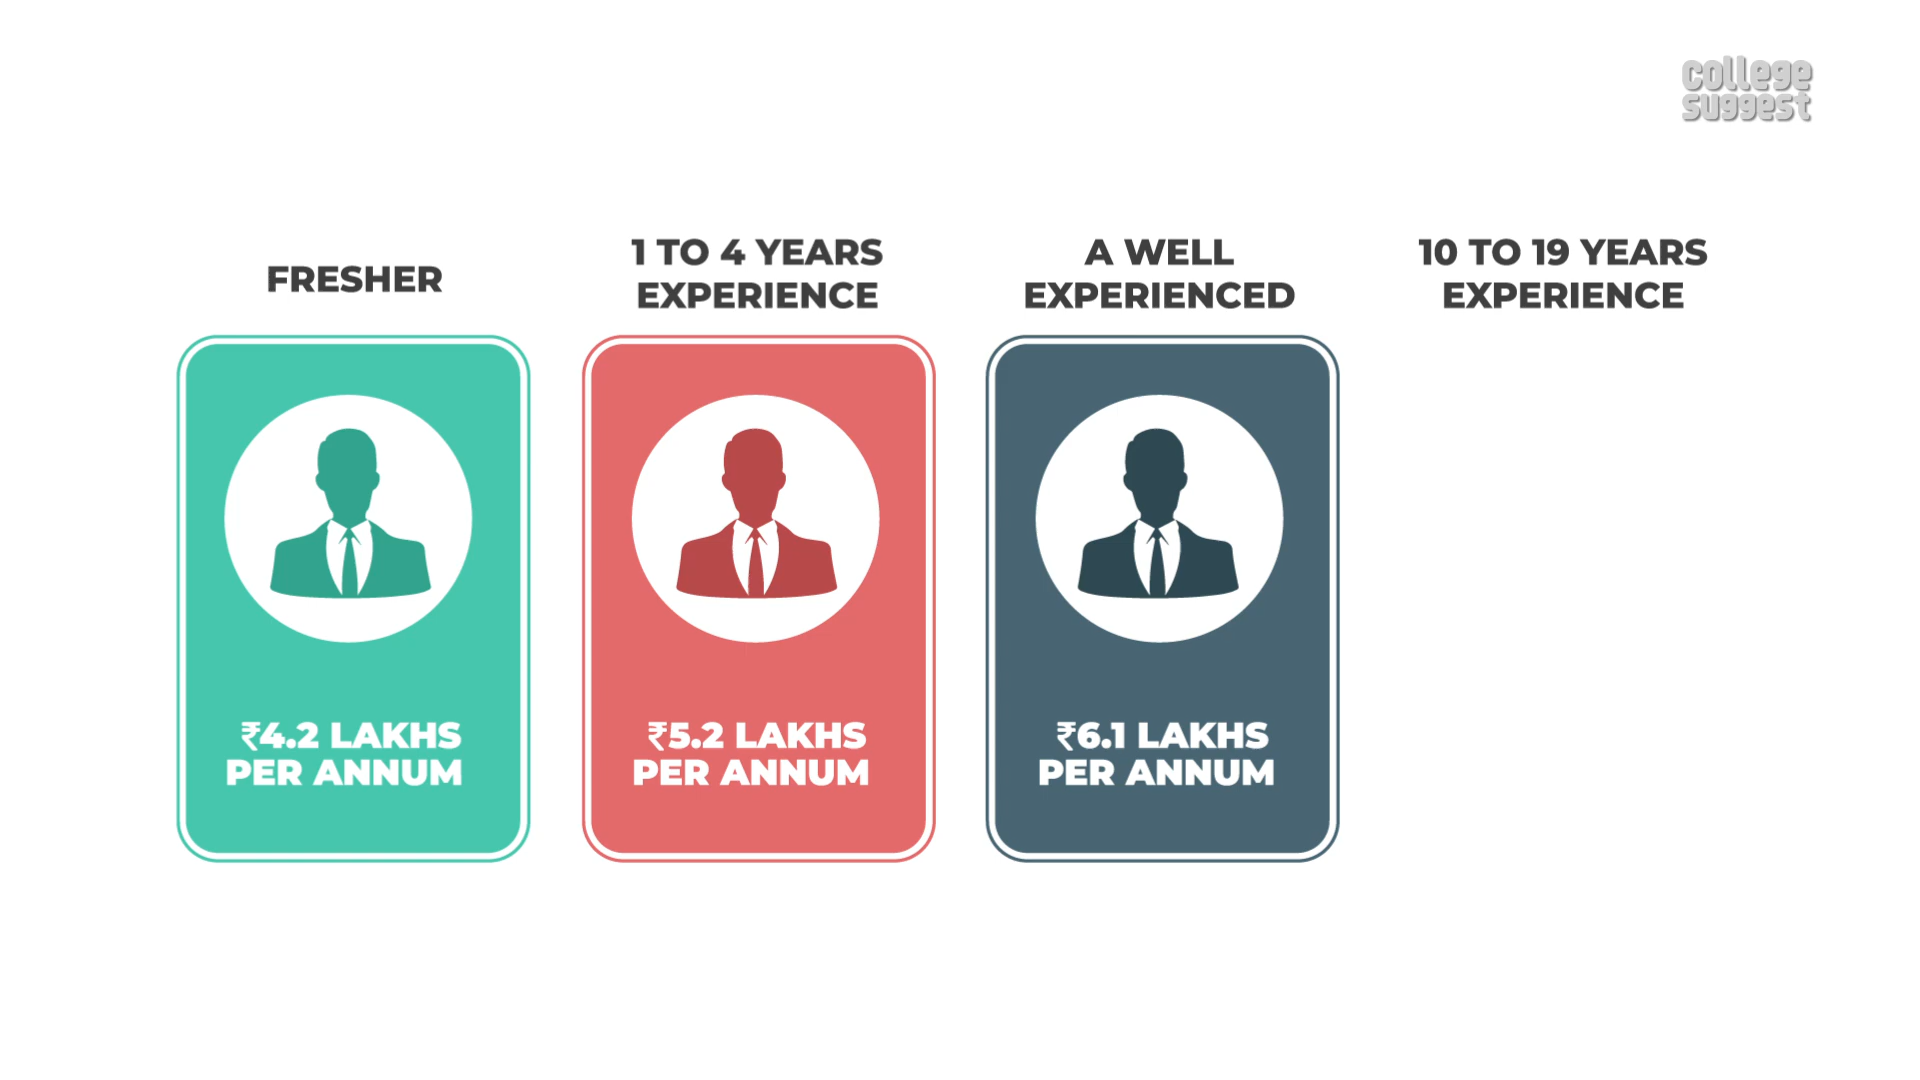 college
suggest
FRESHER
₹4.2 LAKHS
PER ANNUM
1 TO 4 YEARS
EXPERIENCE
₹5.2 LAKHS
PER ANNUM
A WELL
EXPERIENCED
₹6.1 LAKHS
PER ANNUM
10 TO 19 YEARS
EXPERIENCE